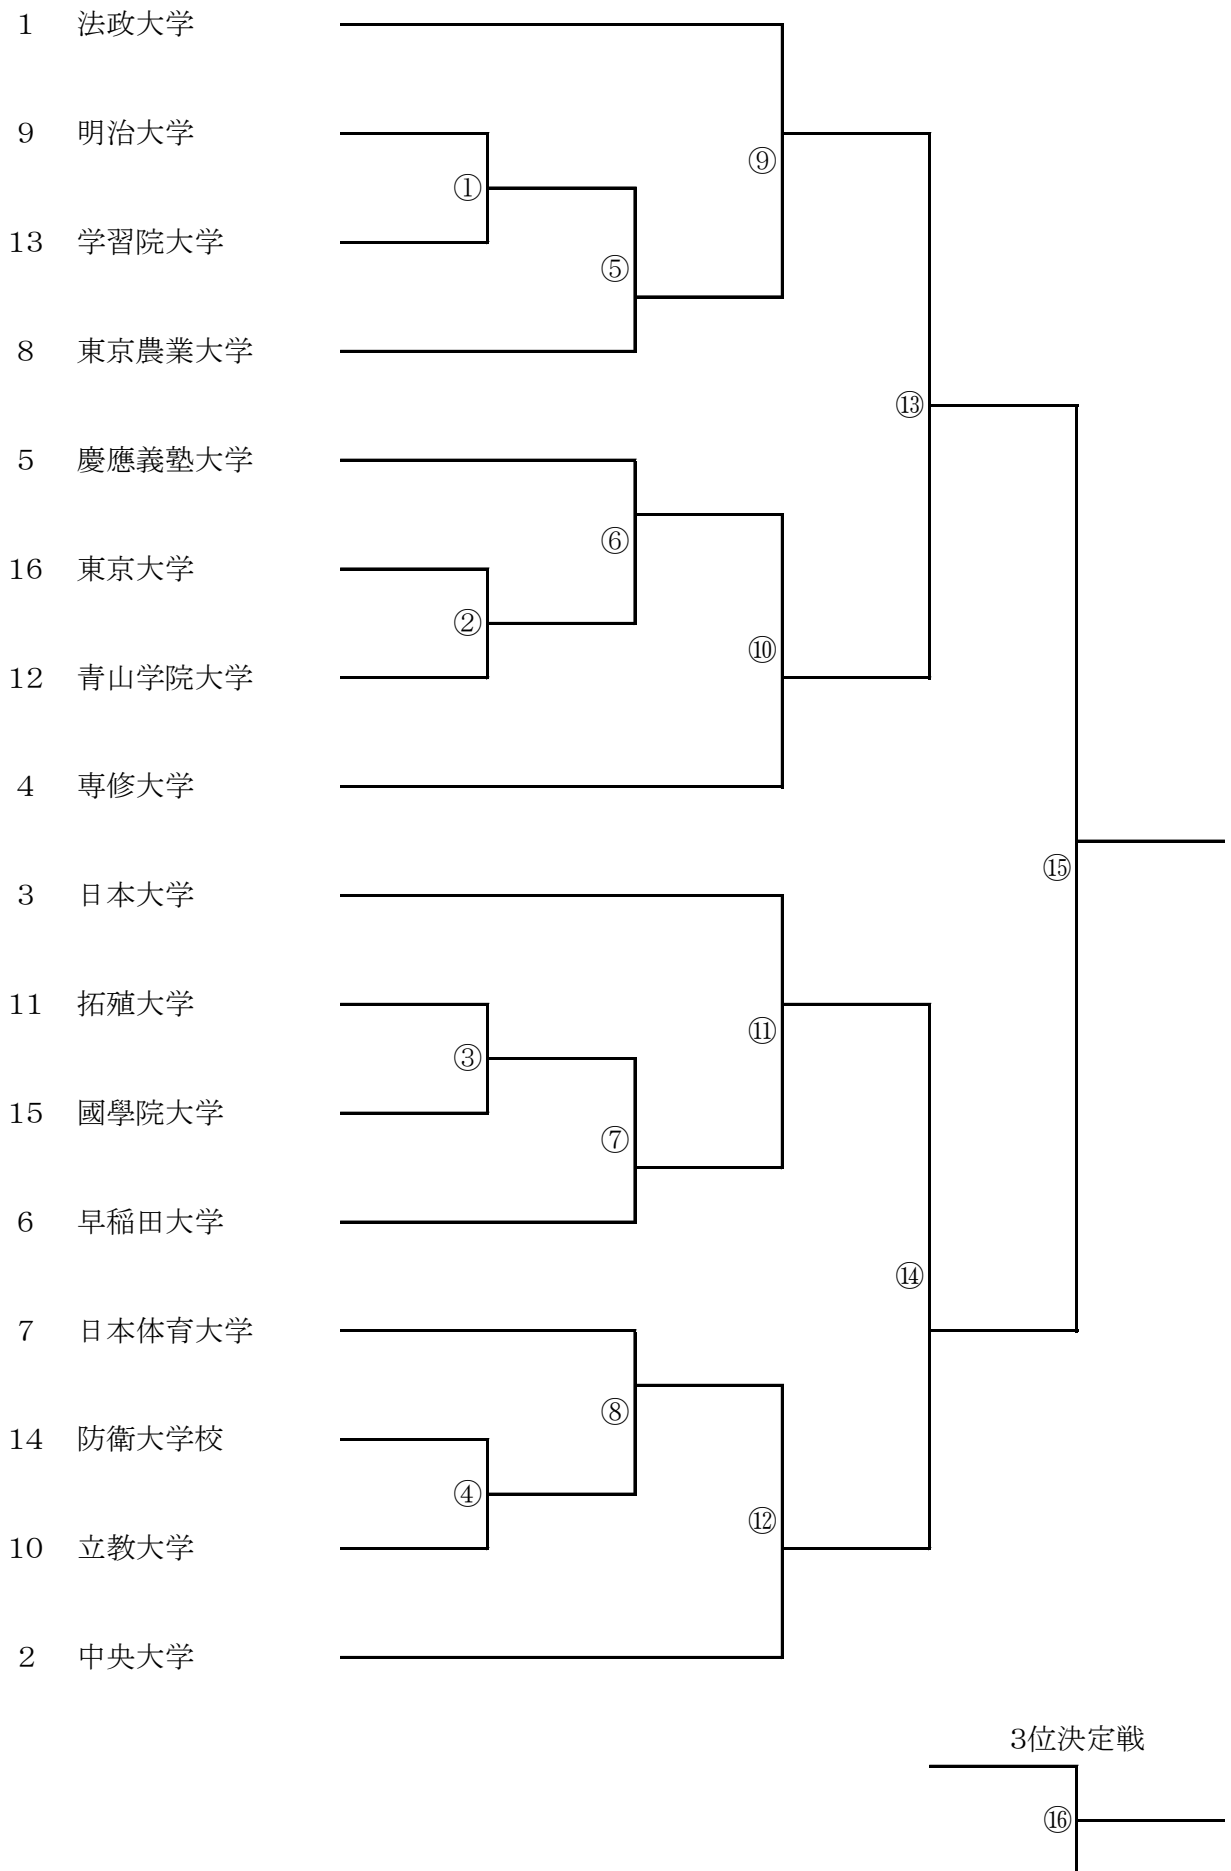 1 法政大学
9 明治大学
⑨
①
13 学習院大学
⑤
8 東京農業大学
⑬
5 慶應義塾大学
⑥
16 東京大学
②
⑩
12 青山学院大学
4 専修大学
⑮
3 日本大学
11 拓殖大学
⑪
③
15 國學院大学
⑦
6 早稲田大学
⑭
7 日本体育大学
⑧
14 防衛大学校
④
⑫
10 立教大学
2 中央大学
3位決定戦
⑯